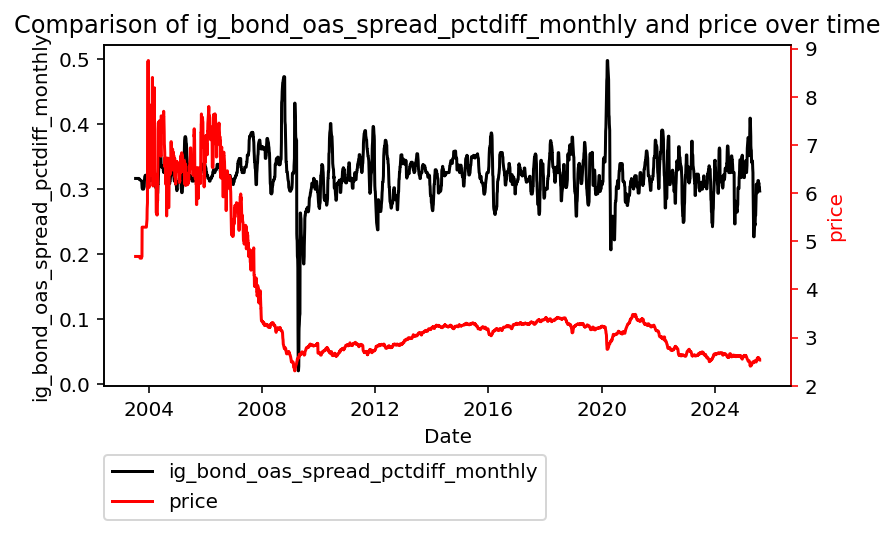 Comparison of ig_bond_oas_spread_pctdiff_monthly and price over time
ig_bond_oas_spread_pctdiff_monthly
0.5
0.4
0.3
0.2
0.1
0.0
9
8
7
6
5
4
3
2
price
2004 2008 2012 2016 2020 2024
Date
ig_bond_oas_spread_pctdiff_monthly
price